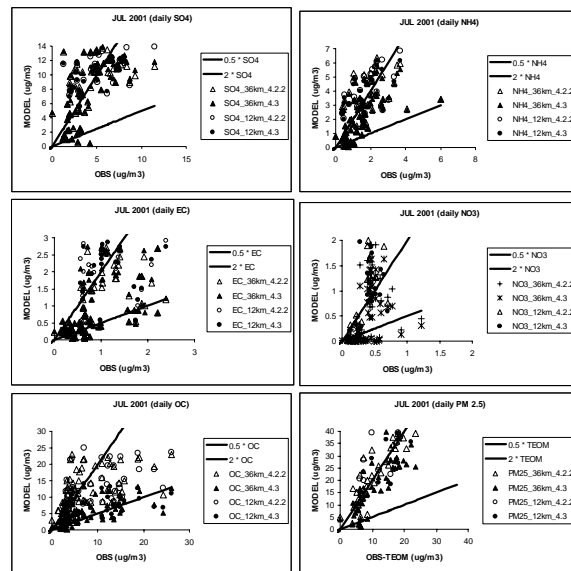 JUL 2001 (daily SO4)
MODEL (ug/m3)
14
12
10
8
6
4
2
0
0 5 10 15
OBS (ug/m3)
0.5 * SO4
2 * SO4
SO4_36km_4.2.2
SO4_36km_4.3
SO4_12km_4.2.2
SO4_12km_4.3
JUL 2001 (daily NH4)
MODEL (ug/m3)
7
6
5
4
3
2
1
0
0 2 4 6 8
OBS (ug/m3)
0.5 * NH4
2 * NH4
NH4_36km_4.2.2
NH4_36km_4.3
NH4_12km_4.2.2
NH4_12km_4.3
JUL 2001 (daily EC)
MODEL (ug/m3)
3
2.5
2
1.5
1
0.5
0
0 1 2 3
OBS (ug/m3)
0.5 * EC
2 * EC
EC_36km_4.2.2
EC_36km_4.3
EC_12km_4.2.2
EC_12km_4.3
JUL 2001 (daily NO3)
MODEL (ug/m3)
2
1.5
1
0.5
0
0 0.5 1 1.5 2
OBS (ug/m3)
0.5 * NO3
2 * NO3
NO3_36km_4.2.2
NO3_36km_4.3
NO3_12km_4.2.2
NO3_12km_4.3
JUL 2001 (daily OC)
MODEL (ug/m3)
30
25
20
15
10
5
0
0 10 20 30
OBS (ug/m3)
0.5 * OC
2 * OC
OC_36km_4.2.2
OC_36km_4.3
OC_12km_4.2.2
OC_12km_4.3
JUL 2001 (daily PM 2.5)
MODEL (ug/m3)
40
35
30
25
20
15
10
5
0
0 10 20 30 40
OBS-TEOM (ug/m3)
0.5 * TEOM
2 * TEOM
PM25_36km_4.2.2
PM25_36km_4.3
PM25_12km_4.2.2
PM25_12km_4.3